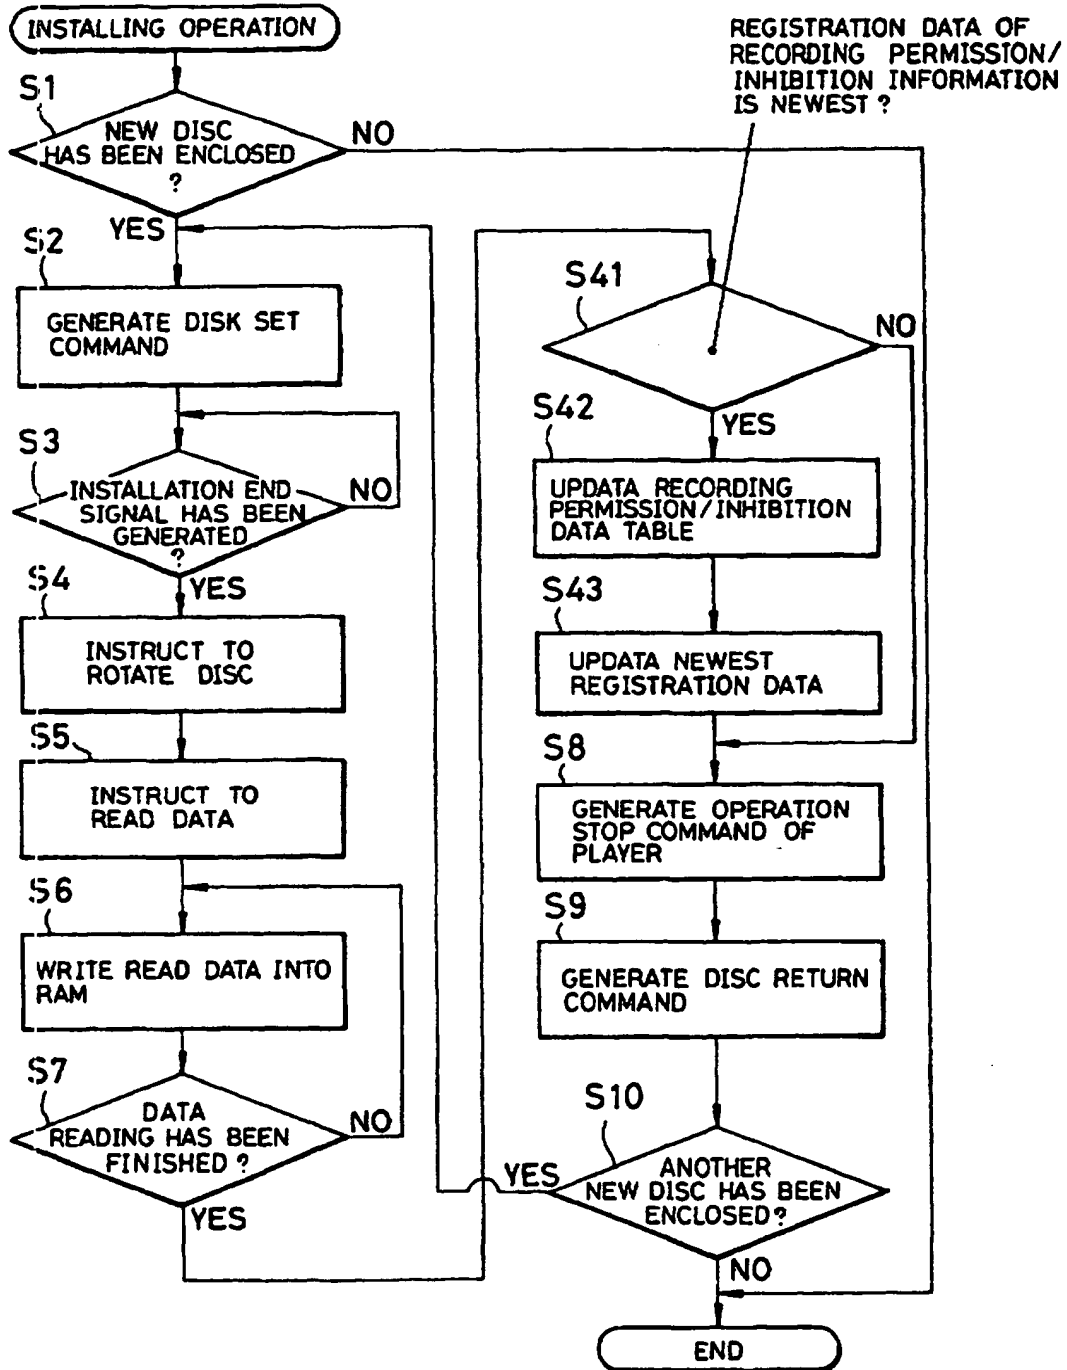 INSTALLING OPERATION
S1
NEW DISC
HAS BEEN ENCLOSED
?
NO
YES
S2
GENERATE DISK SET
COMMAND
S3
INSTALLATION END
SIGNAL HAS BEEN
GENERATED
?
NO
YES
S4
INSTRUCT TO
ROTATE DISC
S5
INSTRUCT TO
READ DATA
S6
WRITE READ DATA INTO
RAM
S7
DATA
READING HAS BEEN
FINISHED ?
NO
YES
REGISTRATION DATA OF
RECORDING PERMISSION/
INHIBITION INFORMATION
IS NEWEST ?
S41
NO
YES
S42
UPDATA RECORDING
PERMISSION/INHIBITION
DATA TABLE
S43
UPDATA NEWEST
REGISTRATION DATA
S8
GENERATE OPERATION
STOP COMMAND OF
PLAYER
S9
GENERATE DISC RETURN
COMMAND
S10
ANOTHER
NEW DISC HAS BEEN
ENCLOSED?
YES
NO
END